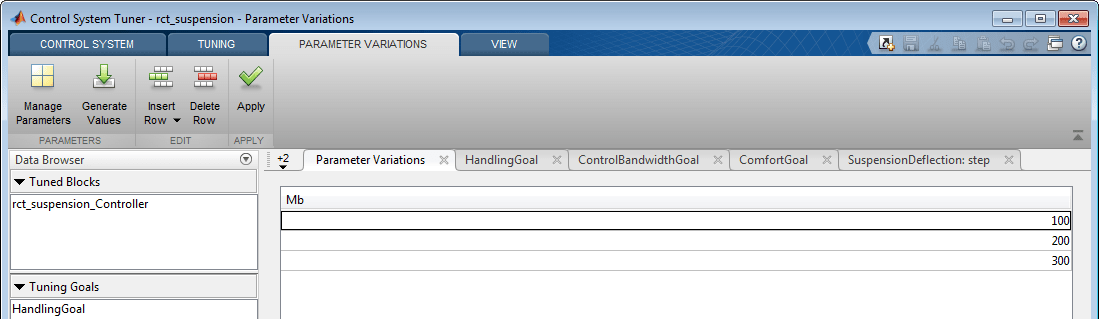 Control System Tuner - rct_suspension - Parameter Variations
CONTROL SYSTEM TUNING PARAMETER VARIATIONS VIEW
Manage Parameters
Generate Values
Insert Row
Delete Row
Apply
PARAMETERS EDIT APPLY
Data Browser
+2 Parameter Variations HandlingGoal ControlBandwidthGoal ComfortGoal SuspensionDeflection: step
Tuned Blocks
rct_suspension_Controller
Mb
100
200
300
Tuning Goals
HandlingGoal